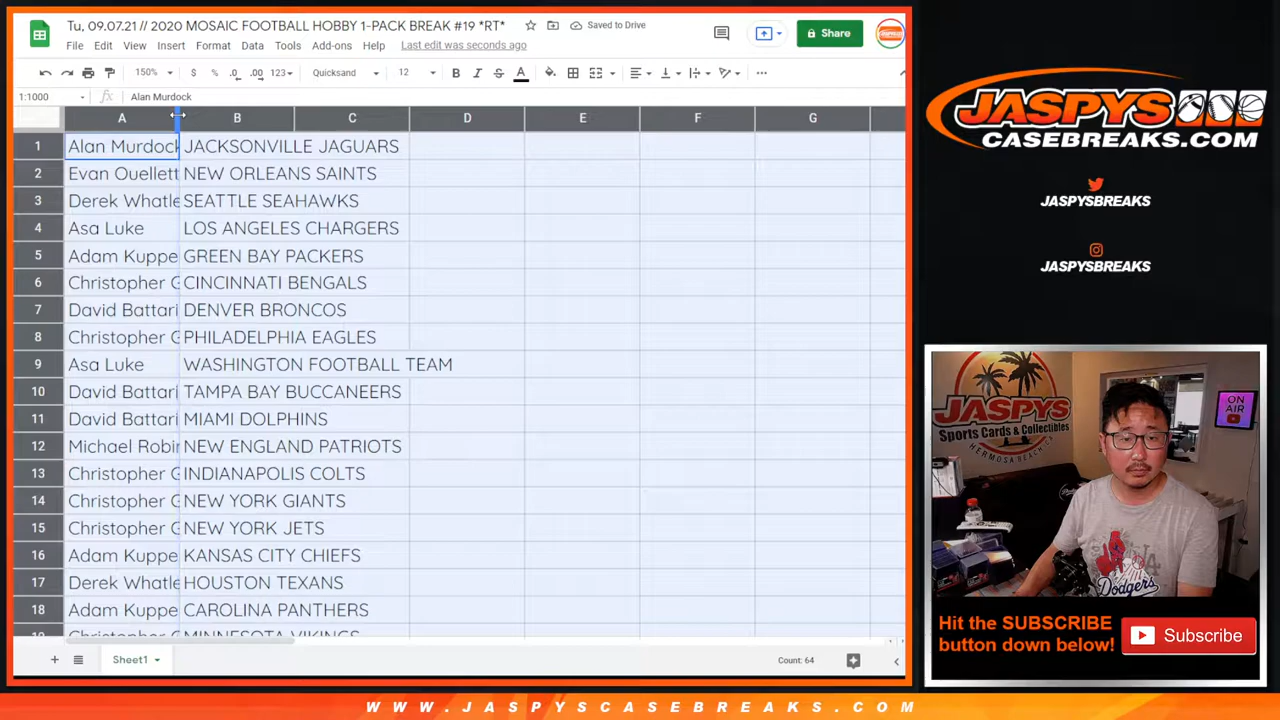 Tu, 09.07.21 // 2020 MOSAIC FOOTBALL HOBBY 1-PACK BREAK #19 *RT*
Saved to Drive
File Edit View Insert Format Data Tools Add-ons Help Last edit was seconds ago
Share
150% $ % .0 .00 123 Quicksand 12 B I S A
1:1000 fx Alan Murdock
A B C D E F G
1 Alan Murdock JACKSONVILLE JAGUARS
2 Evan Ouellett NEW ORLEANS SAINTS
3 Derek Whatle SEATTLE SEAHAWKS
4 Asa Luke LOS ANGELES CHARGERS
5 Adam Kuppe GREEN BAY PACKERS
6 Christopher G CINCINNATI BENGALS
7 David Battari DENVER BRONCOS
8 Christopher G PHILADELPHIA EAGLES
9 Asa Luke WASHINGTON FOOTBALL TEAM
10 David Battari TAMPA BAY BUCCANEERS
11 David Battari MIAMI DOLPHINS
12 Michael Robin NEW ENGLAND PATRIOTS
13 Christopher G INDIANAPOLIS COLTS
14 Christopher G NEW YORK GIANTS
15 Christopher G NEW YORK JETS
16 Adam Kuppe KANSAS CITY CHIEFS
17 Derek Whatle HOUSTON TEXANS
18 Adam Kuppe CAROLINA PANTHERS
19 Christopher G MINNESOTA VIKINGS
Sheet1
Count: 64
JASPYS
CASEBREAKS.COM
JASPYSBREAKS
JASPYSBREAKS
JASPYS
Sports Cards & Collectibles
HERMOSA BEACH, CA
ON AIR
Dodgers
Hit the SUBSCRIBE
button down below!
Subscribe
WWW.JASPYSCASEBREAKS.COM